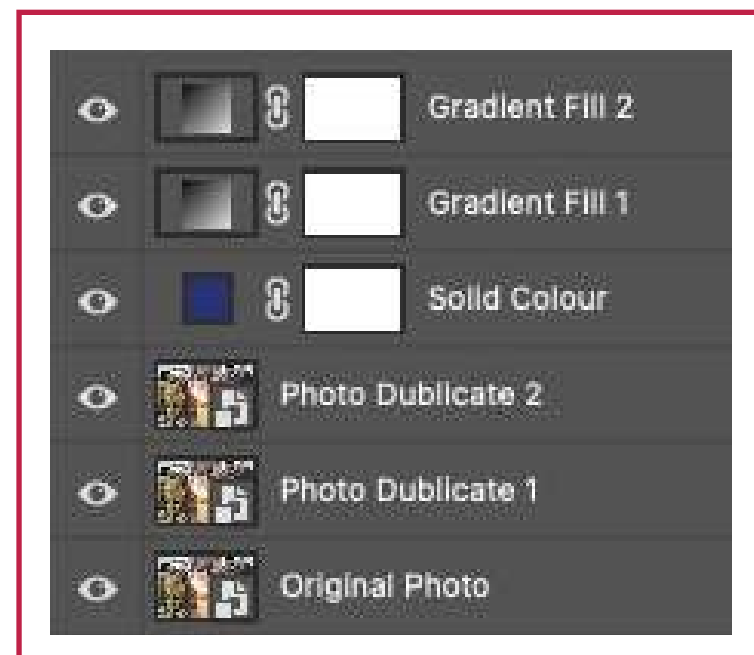 Gradient Fill 2
Gradient Fill 1
Solid Colour
Photo Dublicate 2
Photo Dublicate 1
Original Photo